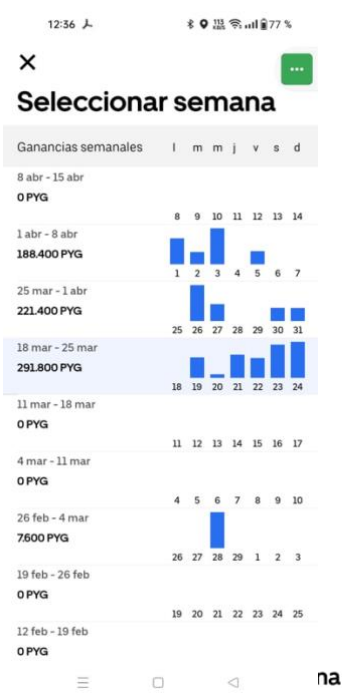 12:36
113 KB/S 77 %
Seleccionar semana
Ganancias semanales l m m j v s d
8 abr - 15 abr
0 PYG
8 9 10 11 12 13 14
1 abr - 8 abr
188.400 PYG
1 2 3 4 5 6 7
25 mar - 1 abr
221.400 PYG
25 26 27 28 29 30 31
18 mar - 25 mar
291.800 PYG
18 19 20 21 22 23 24
11 mar - 18 mar
0 PYG
11 12 13 14 15 16 17
4 mar - 11 mar
0 PYG
4 5 6 7 8 9 10
26 feb - 4 mar
7.600 PYG
26 27 28 29 1 2 3
19 feb - 26 feb
0 PYG
19 20 21 22 23 24 25
12 feb - 19 feb
0 PYG
na